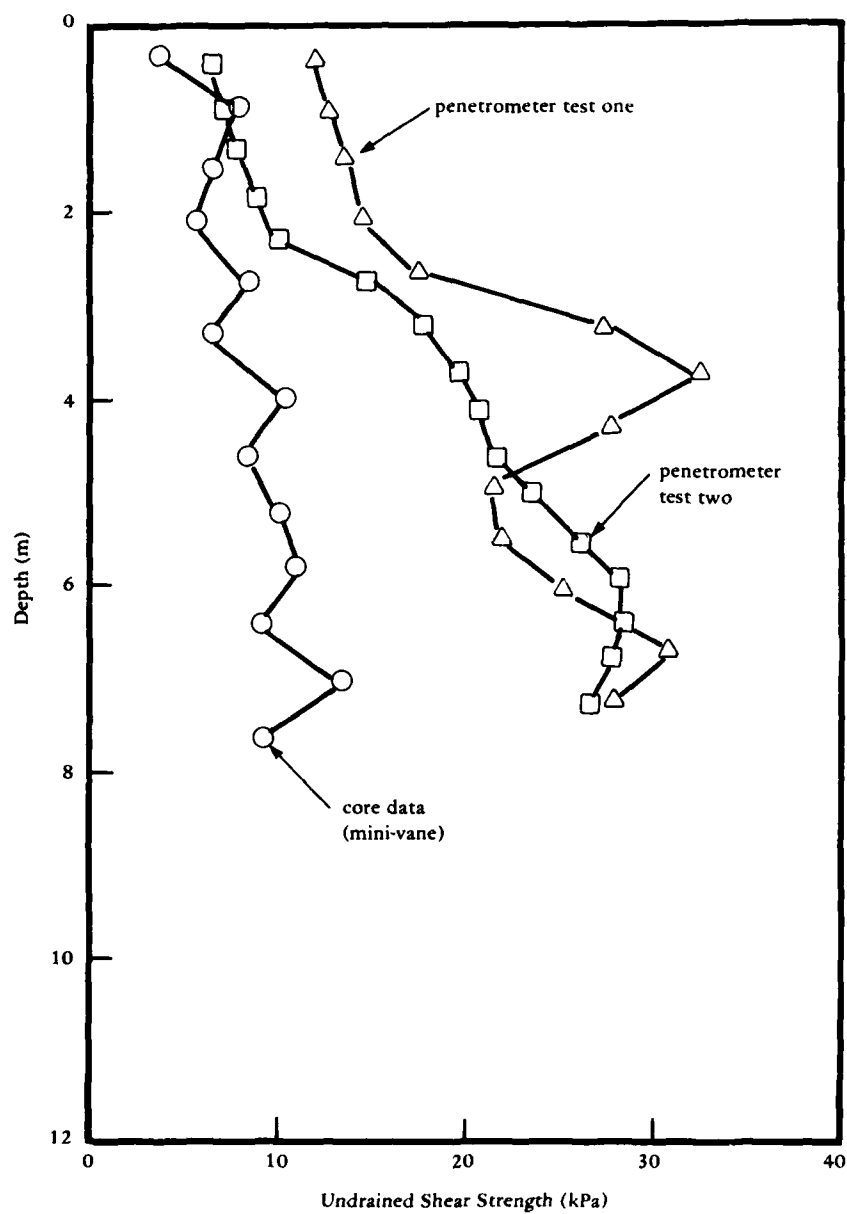 0
penetrometer test one
2
4
penetrometer
test two
Depth (m)
6
8
core data
(mini-vane)
10
12
0 10 20 30 40
Undrained Shear Strength (kPa)